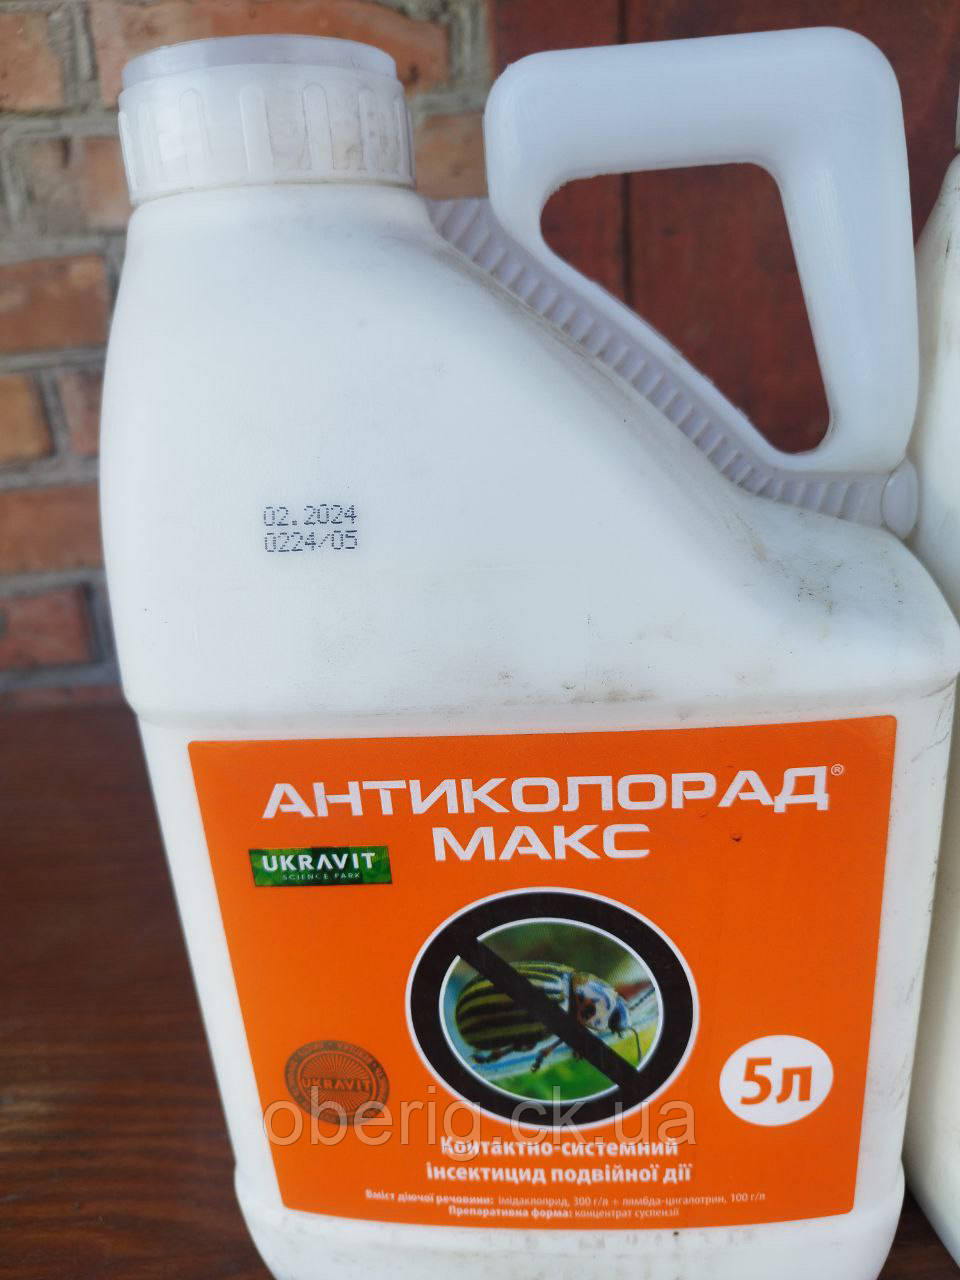 02.2024
0224/05
АНТИКОЛОРАД®
МАКС
UKRAVIT
SCIENCE PARK
5л
UKRAVIT
oberig.ck.ua
Контактно-системний
інсектицид подвійної дії
Вміст діючої речовини: імідаклоприд, 300 г/л + лямбда-цигалотрин, 100 г/л
Препаративна форма: концентрат суспензії